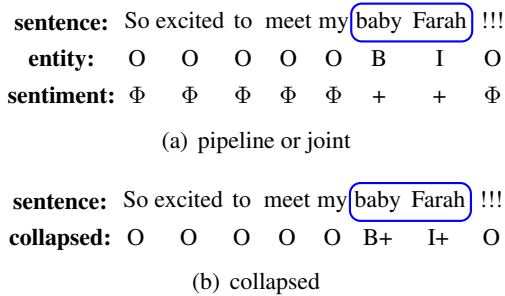 sentence: So excited to meet my baby Farah !!!
entity: O O O O O B I O
sentiment: Φ Φ Φ Φ Φ + + Φ
(a) pipeline or joint
sentence: So excited to meet my baby Farah !!!
collapsed: O O O O O B+ I+ O
(b) collapsed